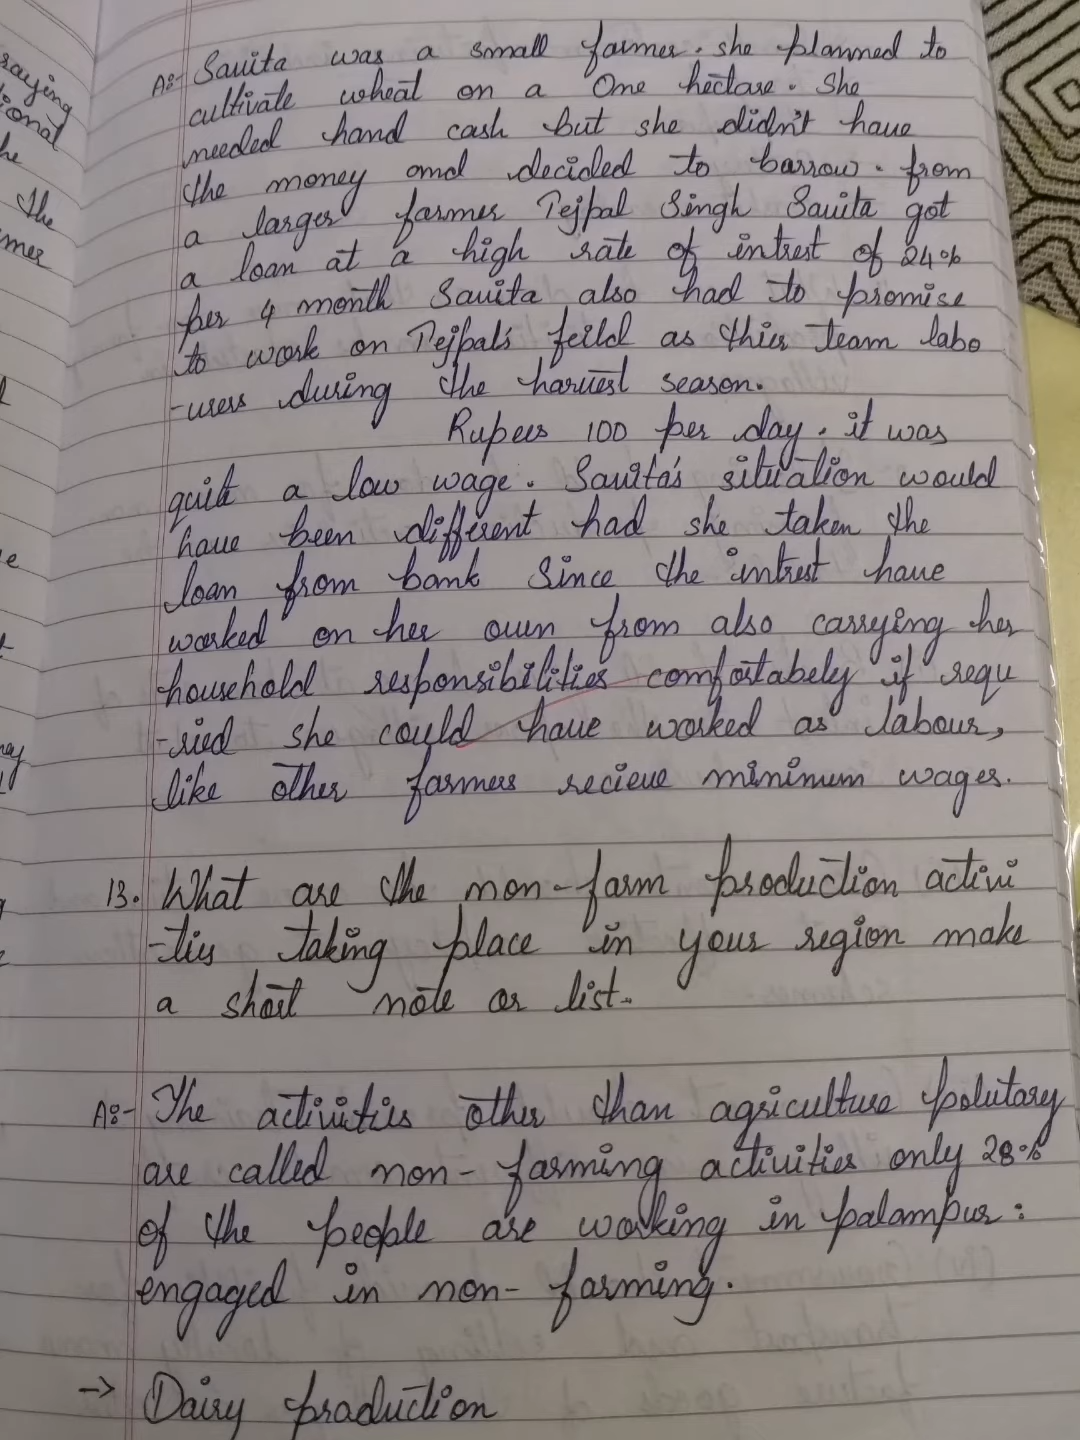 raying
ional
he
the
mer
e
ay
A:- Savita was a small farmer. she planned to
cultivate wheat on a One hectare. She
needed hand cash but she didn't have
the money and decided to barrow. from
a larger farmer Tejpal Singh Savita got
a loan at a high rate of intrest of 24%
per 4 month Savita also had to promise
to work on Tejpal's feild as this team labo
-urers during the harvest season.
Rupees 100 per day. it was
quite a low wage. Savita's situation would
have been different had she taken the
loan from bank Since the intrest have
worked on her own from also carrying her
household responsibilities comfortabely if requ
-ried she could have worked as labour,
like other farmers recieve minimum wages.
13. What are the non-farm production activi
-ties taking place in your region make
a short note or list.
A:- The activities other than agriculture polutary
are called non-farming activities only 28%
of the people are working in palampur:
engaged in non-farming.
-> Dairy production